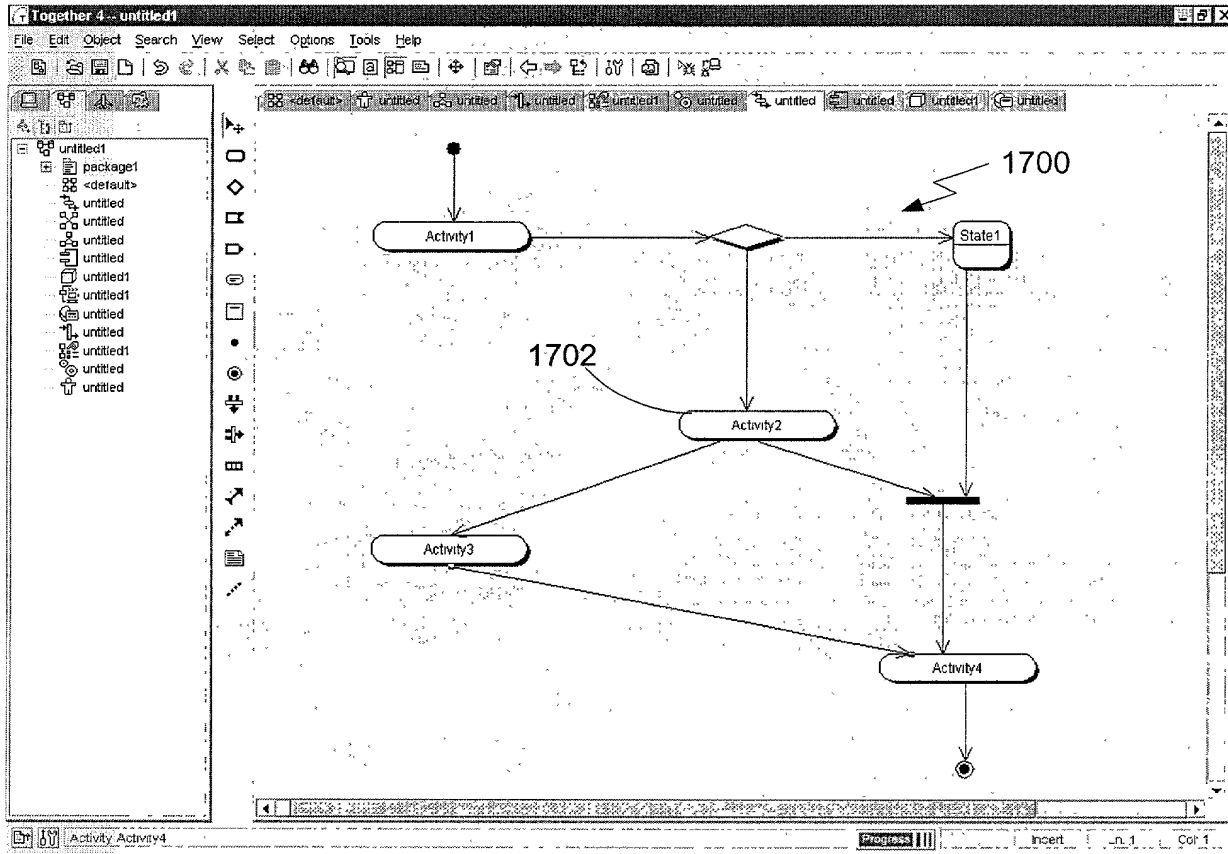 Together 4 -- untitled1
File Edit Object Search View Select Options Tools Help
<default> untitled untitled untitled untitled1 untitled untitled untitled untitled1 untitled
untitled1
package1
<default>
untitled
untitled
untitled
untitled
untitled1
untitled1
untitled
untitled
untitled1
untitled
untitled
1700
Activity1
State1
1702
Activity2
Activity3
Activity4
Activity Activity4
Progress
Insert
Col 1